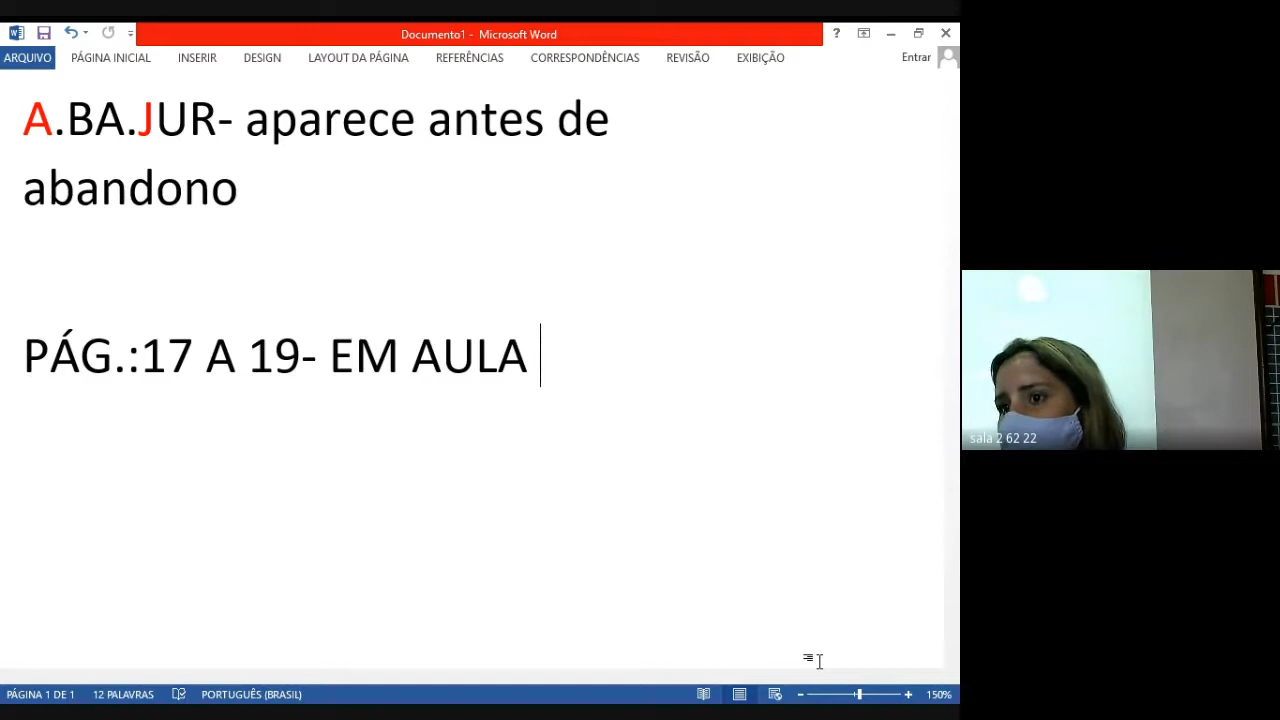 Documento1 - Microsoft Word
?
ARQUIVO PÁGINA INICIAL INSERIR DESIGN LAYOUT DA PÁGINA REFERÊNCIAS CORRESPONDÊNCIAS REVISÃO EXIBIÇÃO Entrar
A.BA.JUR- aparece antes de
abandono
PÁG.:17 A 19- EM AULA
sala 2 62 22
PÁGINA 1 DE 1 12 PALAVRAS PORTUGUÊS (BRASIL) 150%